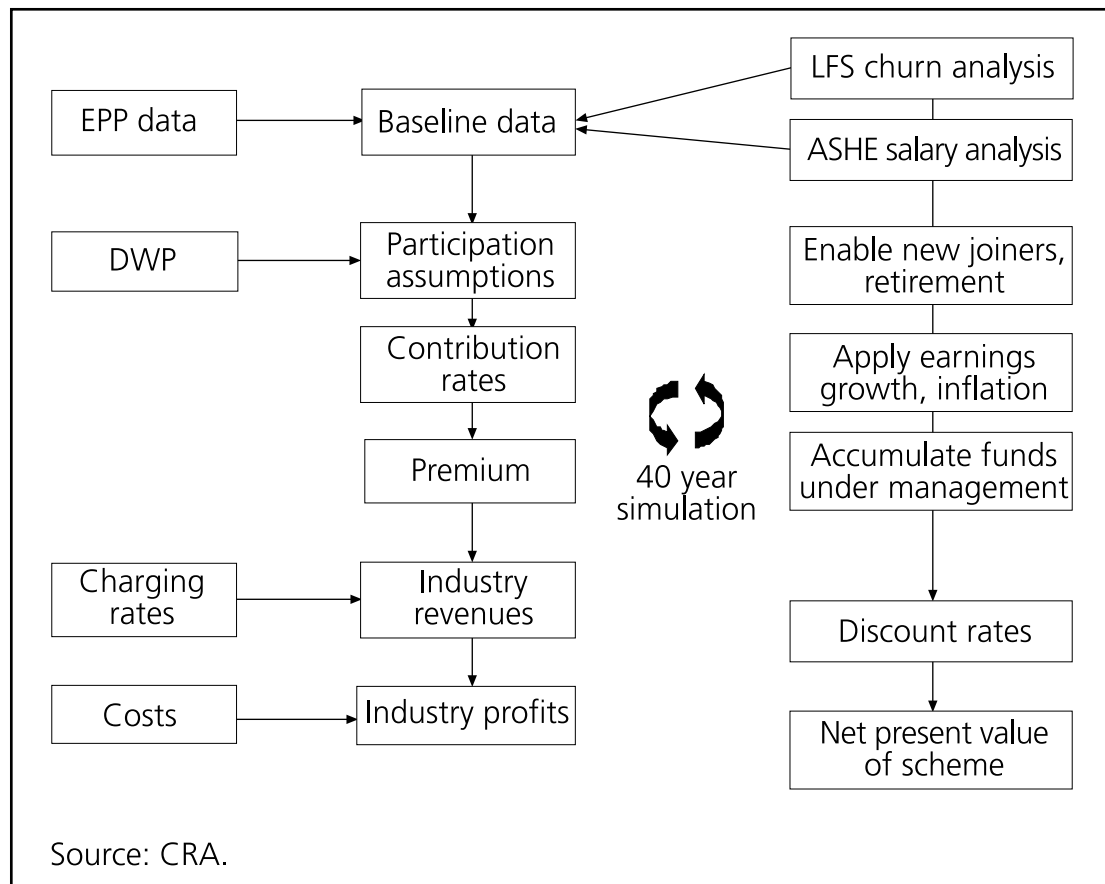 LFS churn analysis
EPP data
Baseline data
ASHE salary analysis
DWP
Participation
assumptions
Enable new joiners,
retirement
Contribution
rates
Apply earnings
growth, inflation
Premium
40 year
simulation
Accumulate funds
under management
Charging
rates
Industry
revenues
Discount rates
Costs
Industry profits
Net present value
of scheme
Source: CRA.